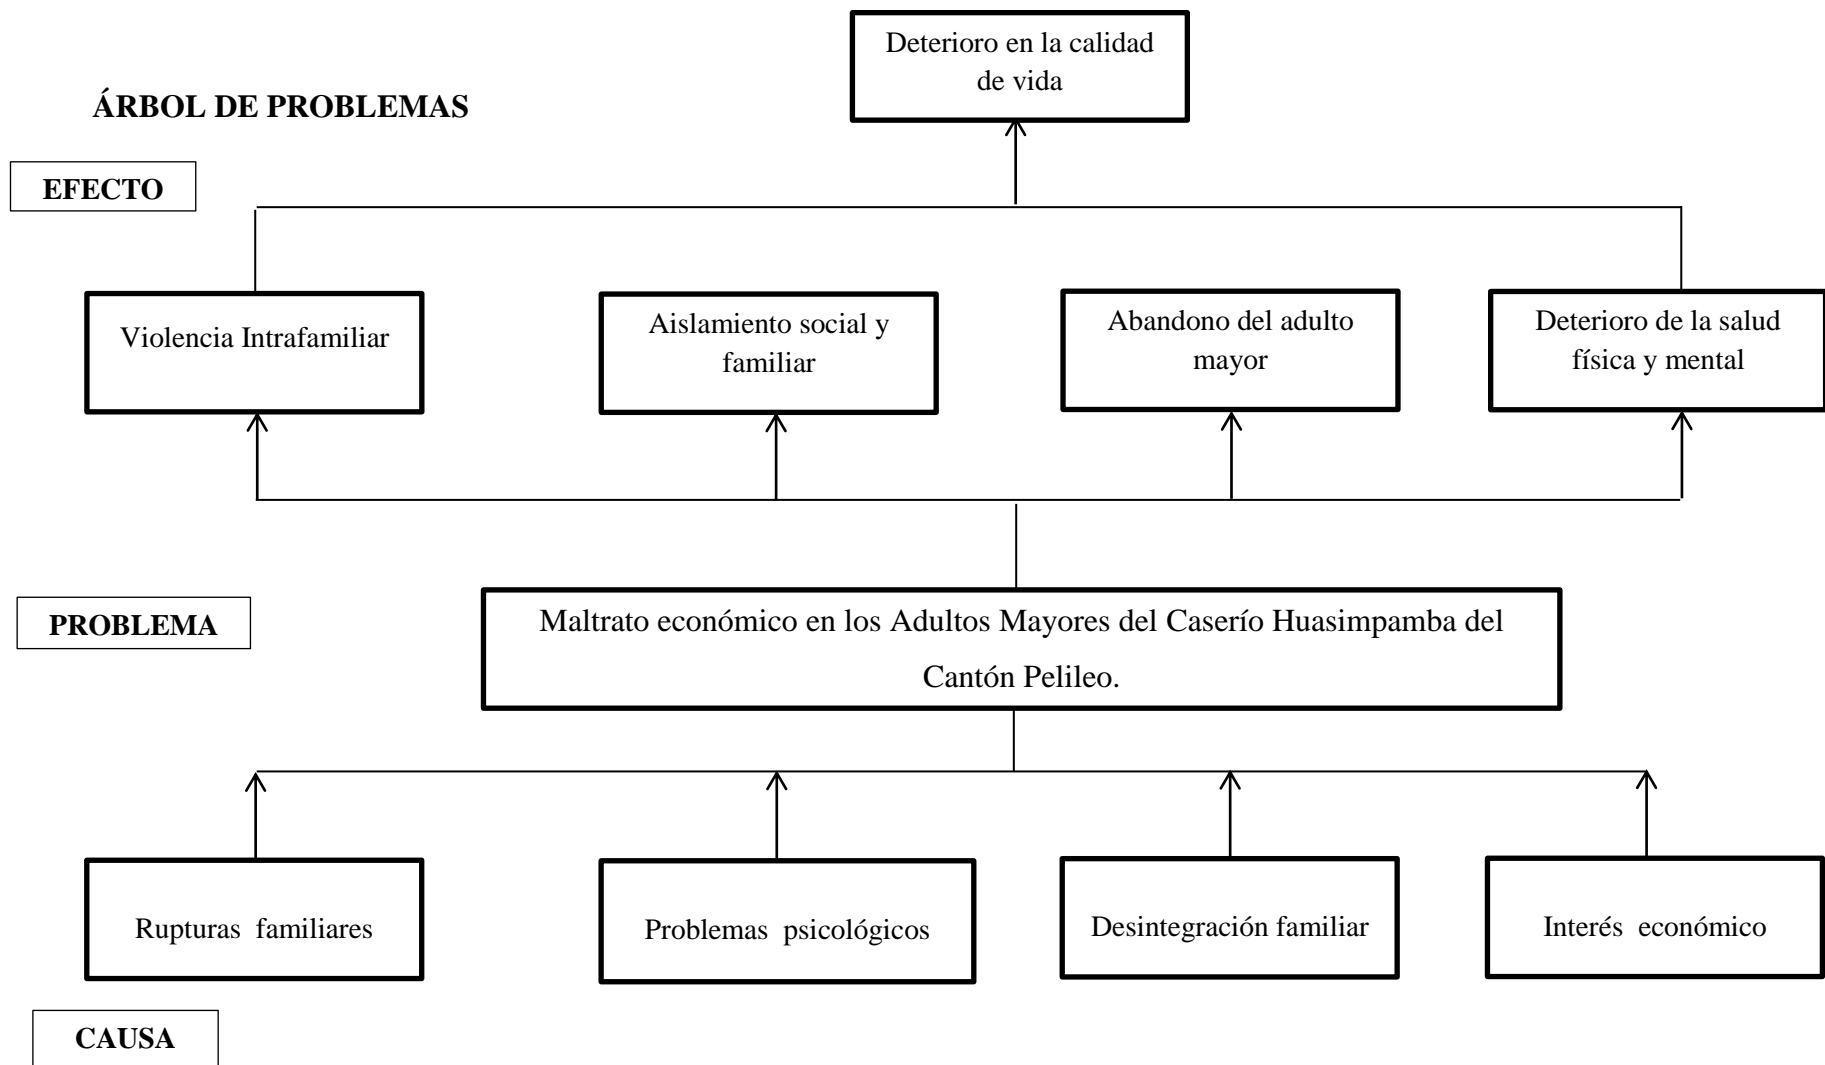 Deterioro en la calidad
de vida
ÁRBOL DE PROBLEMAS
EFECTO
Violencia Intrafamiliar
Aislamiento social y
familiar
Abandono del adulto
mayor
Deterioro de la salud
física y mental
PROBLEMA
Maltrato económico en los Adultos Mayores del Caserío Huasimpamba del
Cantón Pelileo.
Rupturas familiares
Problemas psicológicos
Desintegración familiar
Interés económico
CAUSA